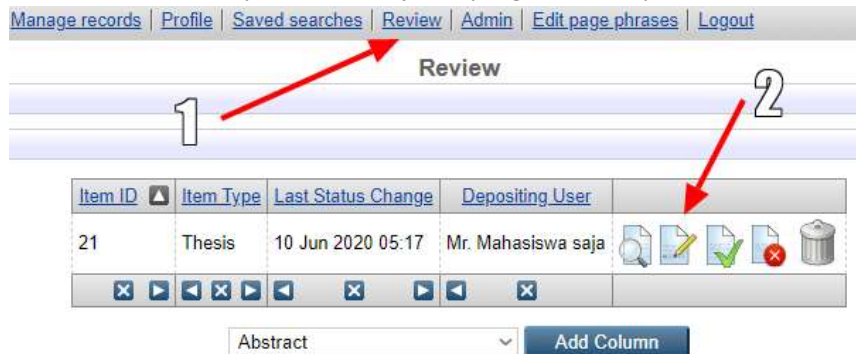 Manage records | Profile | Saved searches | Review | Admin | Edit page phrases | Logout
Review
1
2
Item ID Item Type Last Status Change Depositing User
21 Thesis 10 Jun 2020 05:17 Mr. Mahasiswa saja
Abstract Add Column